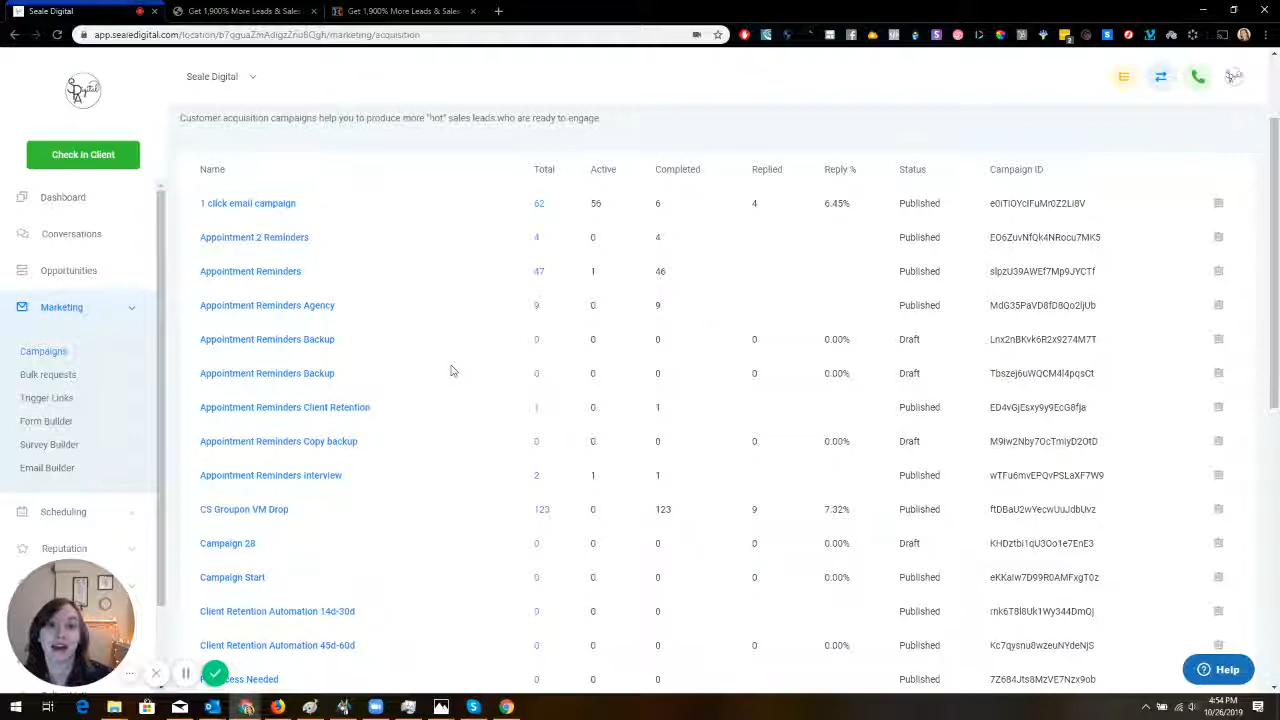 Seale Digital
Get 1,900% More Leads & Sales
Get 1,900% More Leads & Sales
Seale Digital
Customer acquisition campaigns help you to produce more "hot" sales leads who are ready to engage.
Check In Client
Dashboard
Conversations
Opportunities
Marketing
Campaigns
Bulk requests
Trigger Links
Form Builder
Survey Builder
Email Builder
Scheduling
Reputation
Name Total Active Completed Replied Reply % Status Campaign ID
1 click email campaign 62 56 6 4 6.45% Published
Appointment 2 Reminders 4 0 4 Published EO6ZuvNfQk4NRocu7MK5
Appointment Reminders 47 1 46 Published
Appointment Reminders Agency 9 0 9 Published
Appointment Reminders Backup 0 0 0 0 0.00% Draft Lnx2nBKvk6R2x9274M7T
Appointment Reminders Backup 0 0 0 0 0.00% Draft
Appointment Reminders Client Retention 1 0 1 Published ED4vGjEsxy9y9EcG8fja
Appointment Reminders Copy backup 0 0 0 0 0.00% Draft
Appointment Reminders Interview 2 1 1 Published
CS Groupon VM Drop 123 0 123 9 7.32% Published
Campaign 28 0 0 0 0 0.00% Draft
Campaign Start 0 0 0 0 0.00% Published
Client Retention Automation 14d-30d 0 0 0 Published
Client Retention Automation 45d-60d 0 0 0 0 0.00% Published
Needed 0 0 0 0 0.00% Published
Help
4:54 PM
10/26/2019